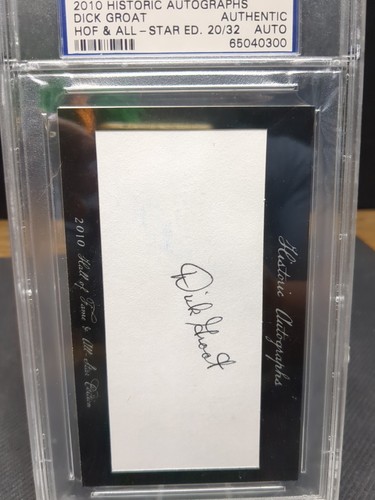 2010 HISTORIC AUTOGRAPHS
DICK GROAT AUTHENTIC
HOF & ALL-STAR ED. 20/32 AUTO
65040300
Historic Autographs
Dick Groat
2010 Hall of Fame & All-Star Edition